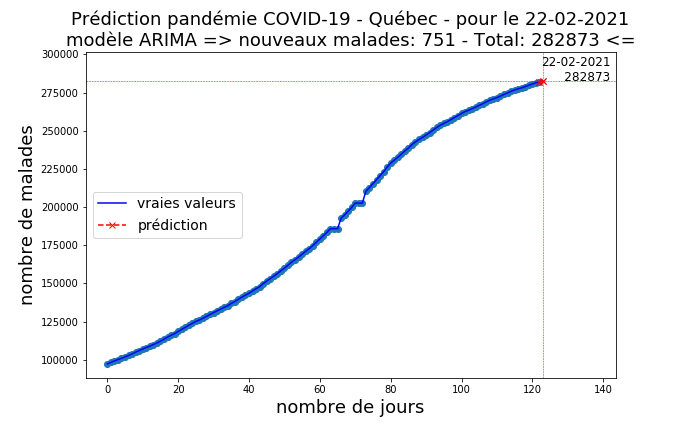 Prédiction pandémie COVID-19 - Québec - pour le 22-02-2021
modèle ARIMA => nouveaux malades: 751 - Total: 282873 <=
300000
22-02-2021
282873
275000
250000
225000
200000
175000
150000
125000
100000
nombre de malades
vraies valeurs
prédiction
0 20 40 60 80 100 120 140
nombre de jours